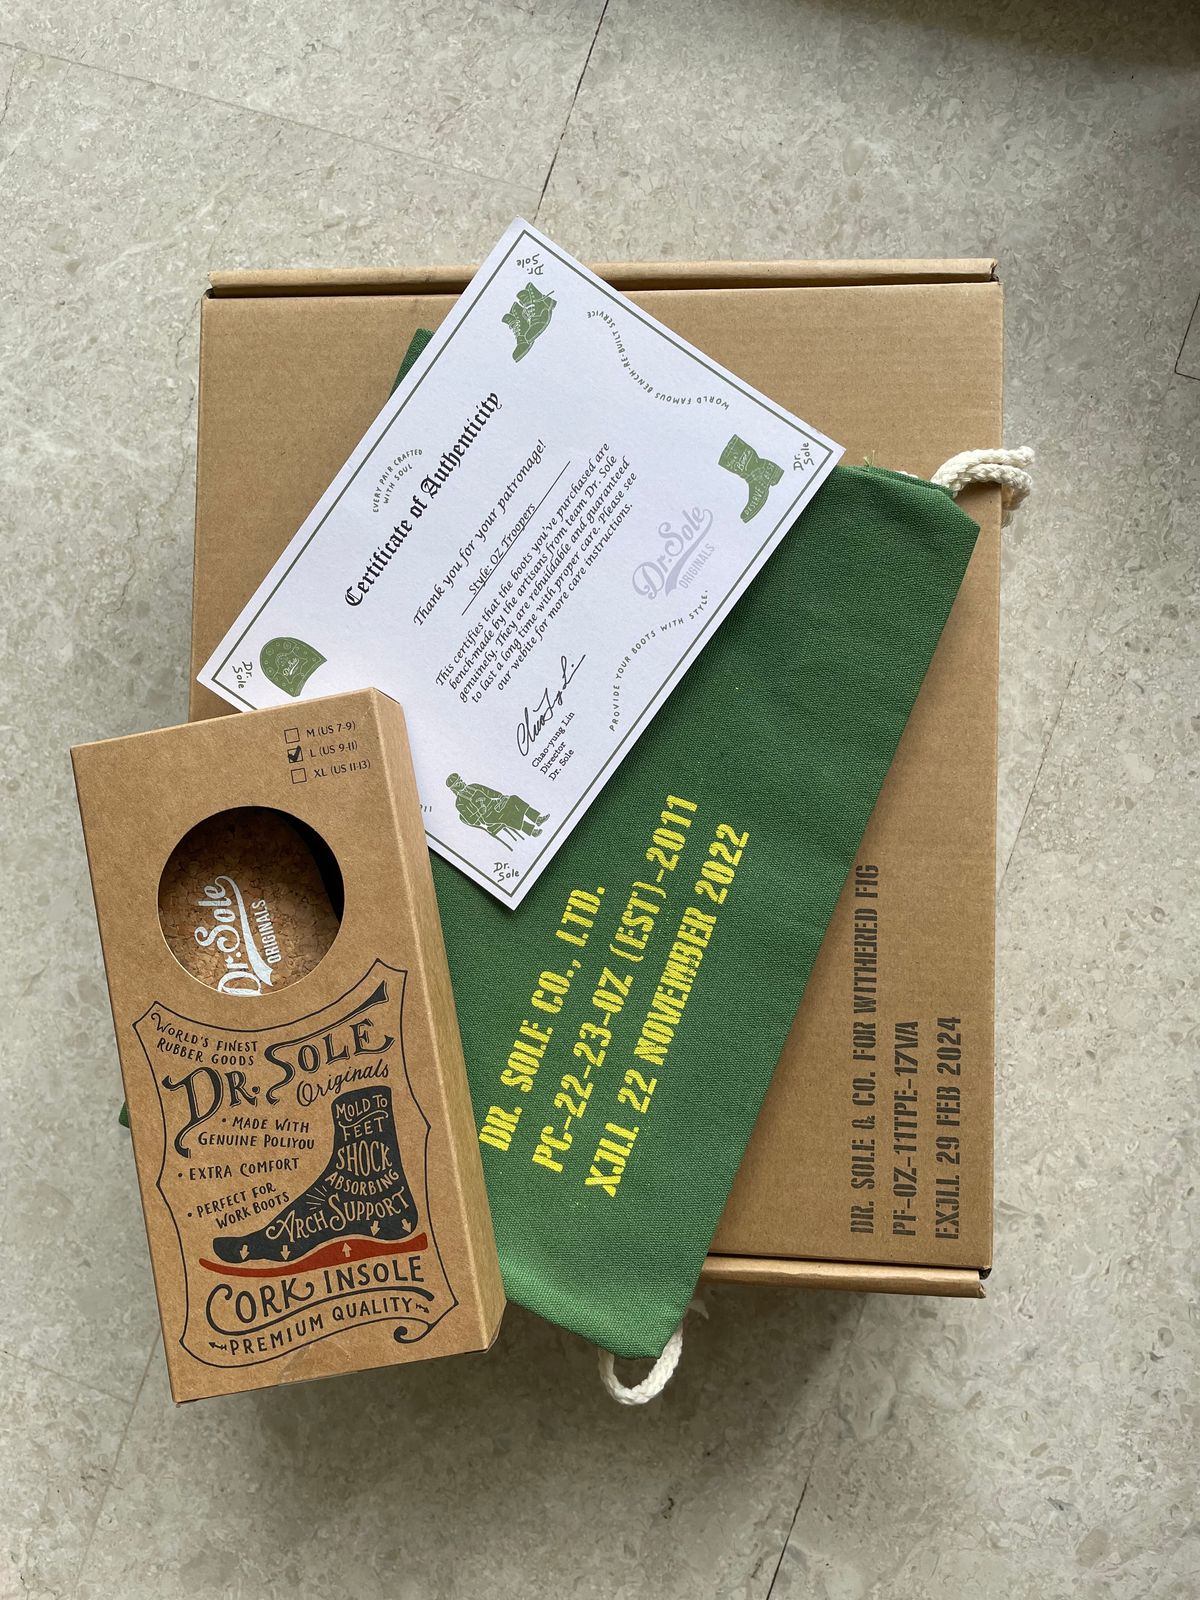 Dr.
Sole
WORLD FAMOUS BENCH-RE-BUILT SERVICE
EVERY PAIR CRAFTED
WITH SOUL
Certificate of Authenticity
Thank you for your patronage!
Style: OZ Troopers
This certifies that the boots you've purchased are
bench-made by the artisans from team Dr. Sole
genuinely. They are rebuildable and guaranteed
to last a long time with proper care. Please see
our webite for more care instructions.
Chao-yung Lin
Director
Dr. Sole
Dr. Sole
ORIGINALS
PROVIDE YOUR BOOTS WITH STYLE.
Dr.
Sole
Dr.
Sole
Dr.
Sole
M (US 7-9)
L (US 9-11)
XL (US 11-13)
Dr. Sole
ORIGINALS
WORLD'S FINEST
RUBBER GOODS
DR. SOLE
Originals
• MADE WITH
GENUINE POLIYOU
• EXTRA COMFORT
• PERFECT FOR
WORK BOOTS
MOLD TO
FEET
SHOCK
ABSORBING
ARCH SUPPORT
CORK INSOLE
PREMIUM QUALITY
DR. SOLE CO., LTD.
PC-22-23-OZ (EST)-2011
XJLL 22 NOVEMBER 2022
DR. SOLE & CO. FOR WITHERED FIG
PF-OZ-11TTPE-17VA
EXJLL 29 FEB 2024